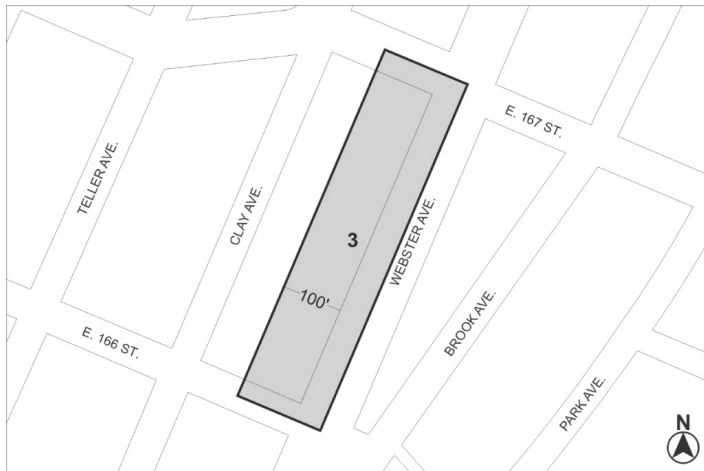 E. 167 ST.
TELLER AVE.
CLAY AVE.
3
WEBSTER AVE.
100'
BROOK AVE.
E. 166 ST.
PARK AVE.
N